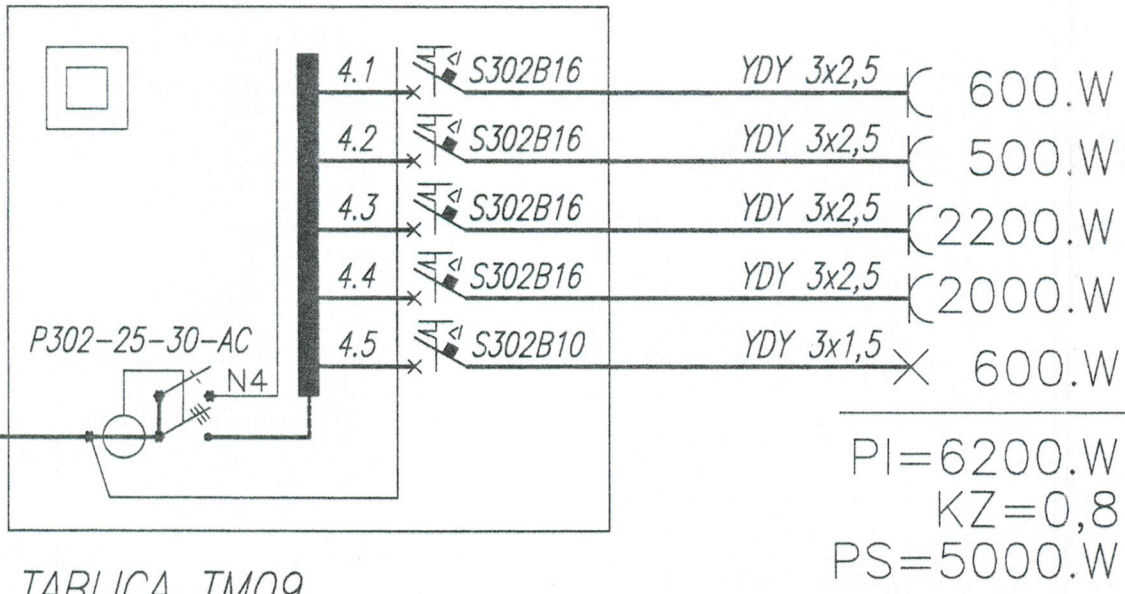 4.1 S302B16 YDY 3x2,5 600.W
4.2 S302B16 YDY 3x2,5 500.W
4.3 S302B16 YDY 3x2,5 2200.W
4.4 S302B16 YDY 3x2,5 2000.W
4.5 S302B10 YDY 3x1,5 600.W
P302-25-30-AC
N4
PI=6200.W
KZ=0,8
PS=5000.W
TABLICA TM09